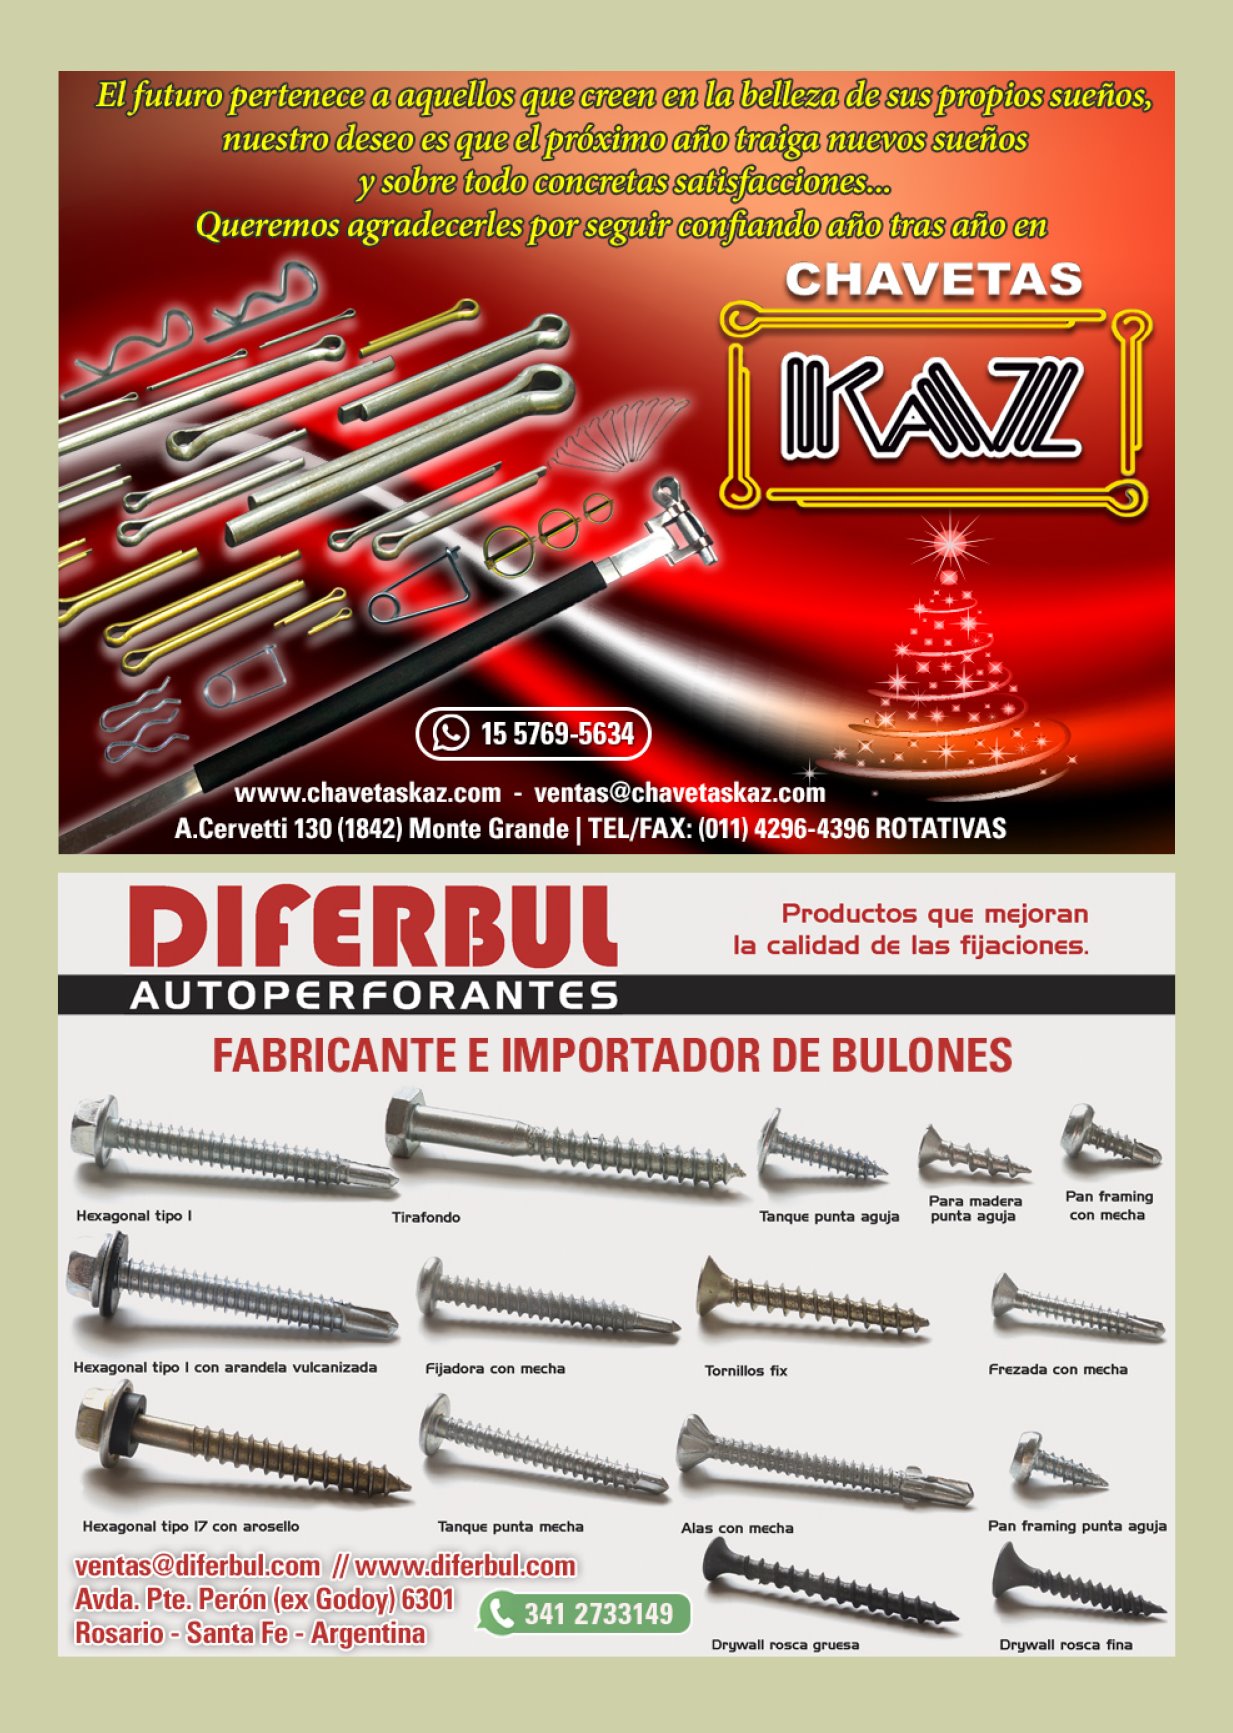 El futuro pertenece a aquellos que creen en la belleza de sus propios sueños,
nuestro deseo es que el próximo año traiga nuevos sueños
y sobre todo concretas satisfacciones...
Queremos agradecerles por seguir confiando año tras año en
CHAVETAS
KAZ
15 5769-5634
www.chavetaskaz.com - ventas@chavetaskaz.com
A.Cervetti 130 (1842) Monte Grande | TEL/FAX: (011) 4296-4396 ROTATIVAS
DIFERBUL
AUTOPERFORANTES
Productos que mejoran
la calidad de las fijaciones.
FABRICANTE E IMPORTADOR DE BULONES
Hexagonal tipo 1
Tirafondo
Tanque punta aguja
Para madera
punta aguja
Pan framing
con mecha
Hexagonal tipo 1 con arandela vulcanizada
Fijadora con mecha
Tornillos fix
Frezada con mecha
Hexagonal tipo 17 con arosello
Tanque punta mecha
Alas con mecha
Pan framing punta aguja
ventas@diferbul.com // www.diferbul.com
Avda. Pte. Perón (ex Godoy) 6301
Rosario - Santa Fe - Argentina
341 2733149
Drywall rosca gruesa
Drywall rosca fina